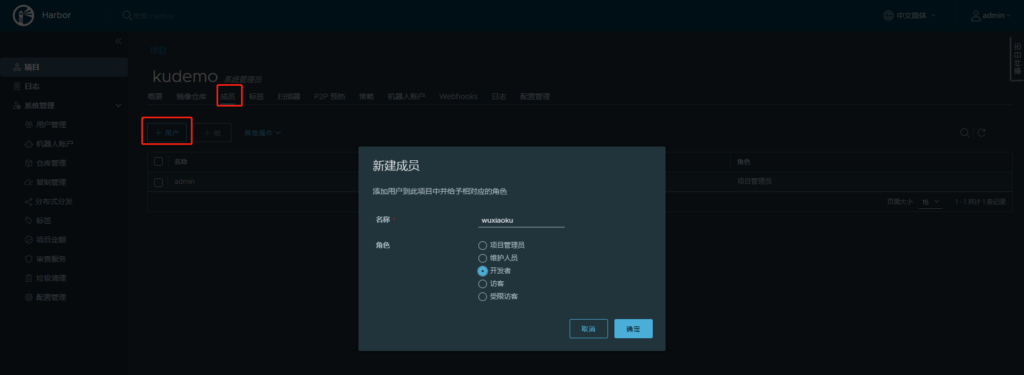 Harbor
搜索 Harbor...
中文简体
admin
项目
日志
系统管理
用户管理
机器人账户
仓库管理
复制管理
分布式分发
标签
项目定额
审查服务
垃圾清理
配置管理
kudemo 系统管理员
概要 镜像仓库 成员 标签 扫描器 P2P 预热 策略 机器人账户 Webhooks 日志 配置管理
+ 用户 + 组 其他操作
名称 角色
admin 项目管理员
页面大小 15 1 - 1 共计 1 条记录
新建成员
添加用户到此项目中并给予相对应的角色
名称 wuxiaoku
角色
项目管理员
维护人员
开发者
访客
受限访客
取消 确定